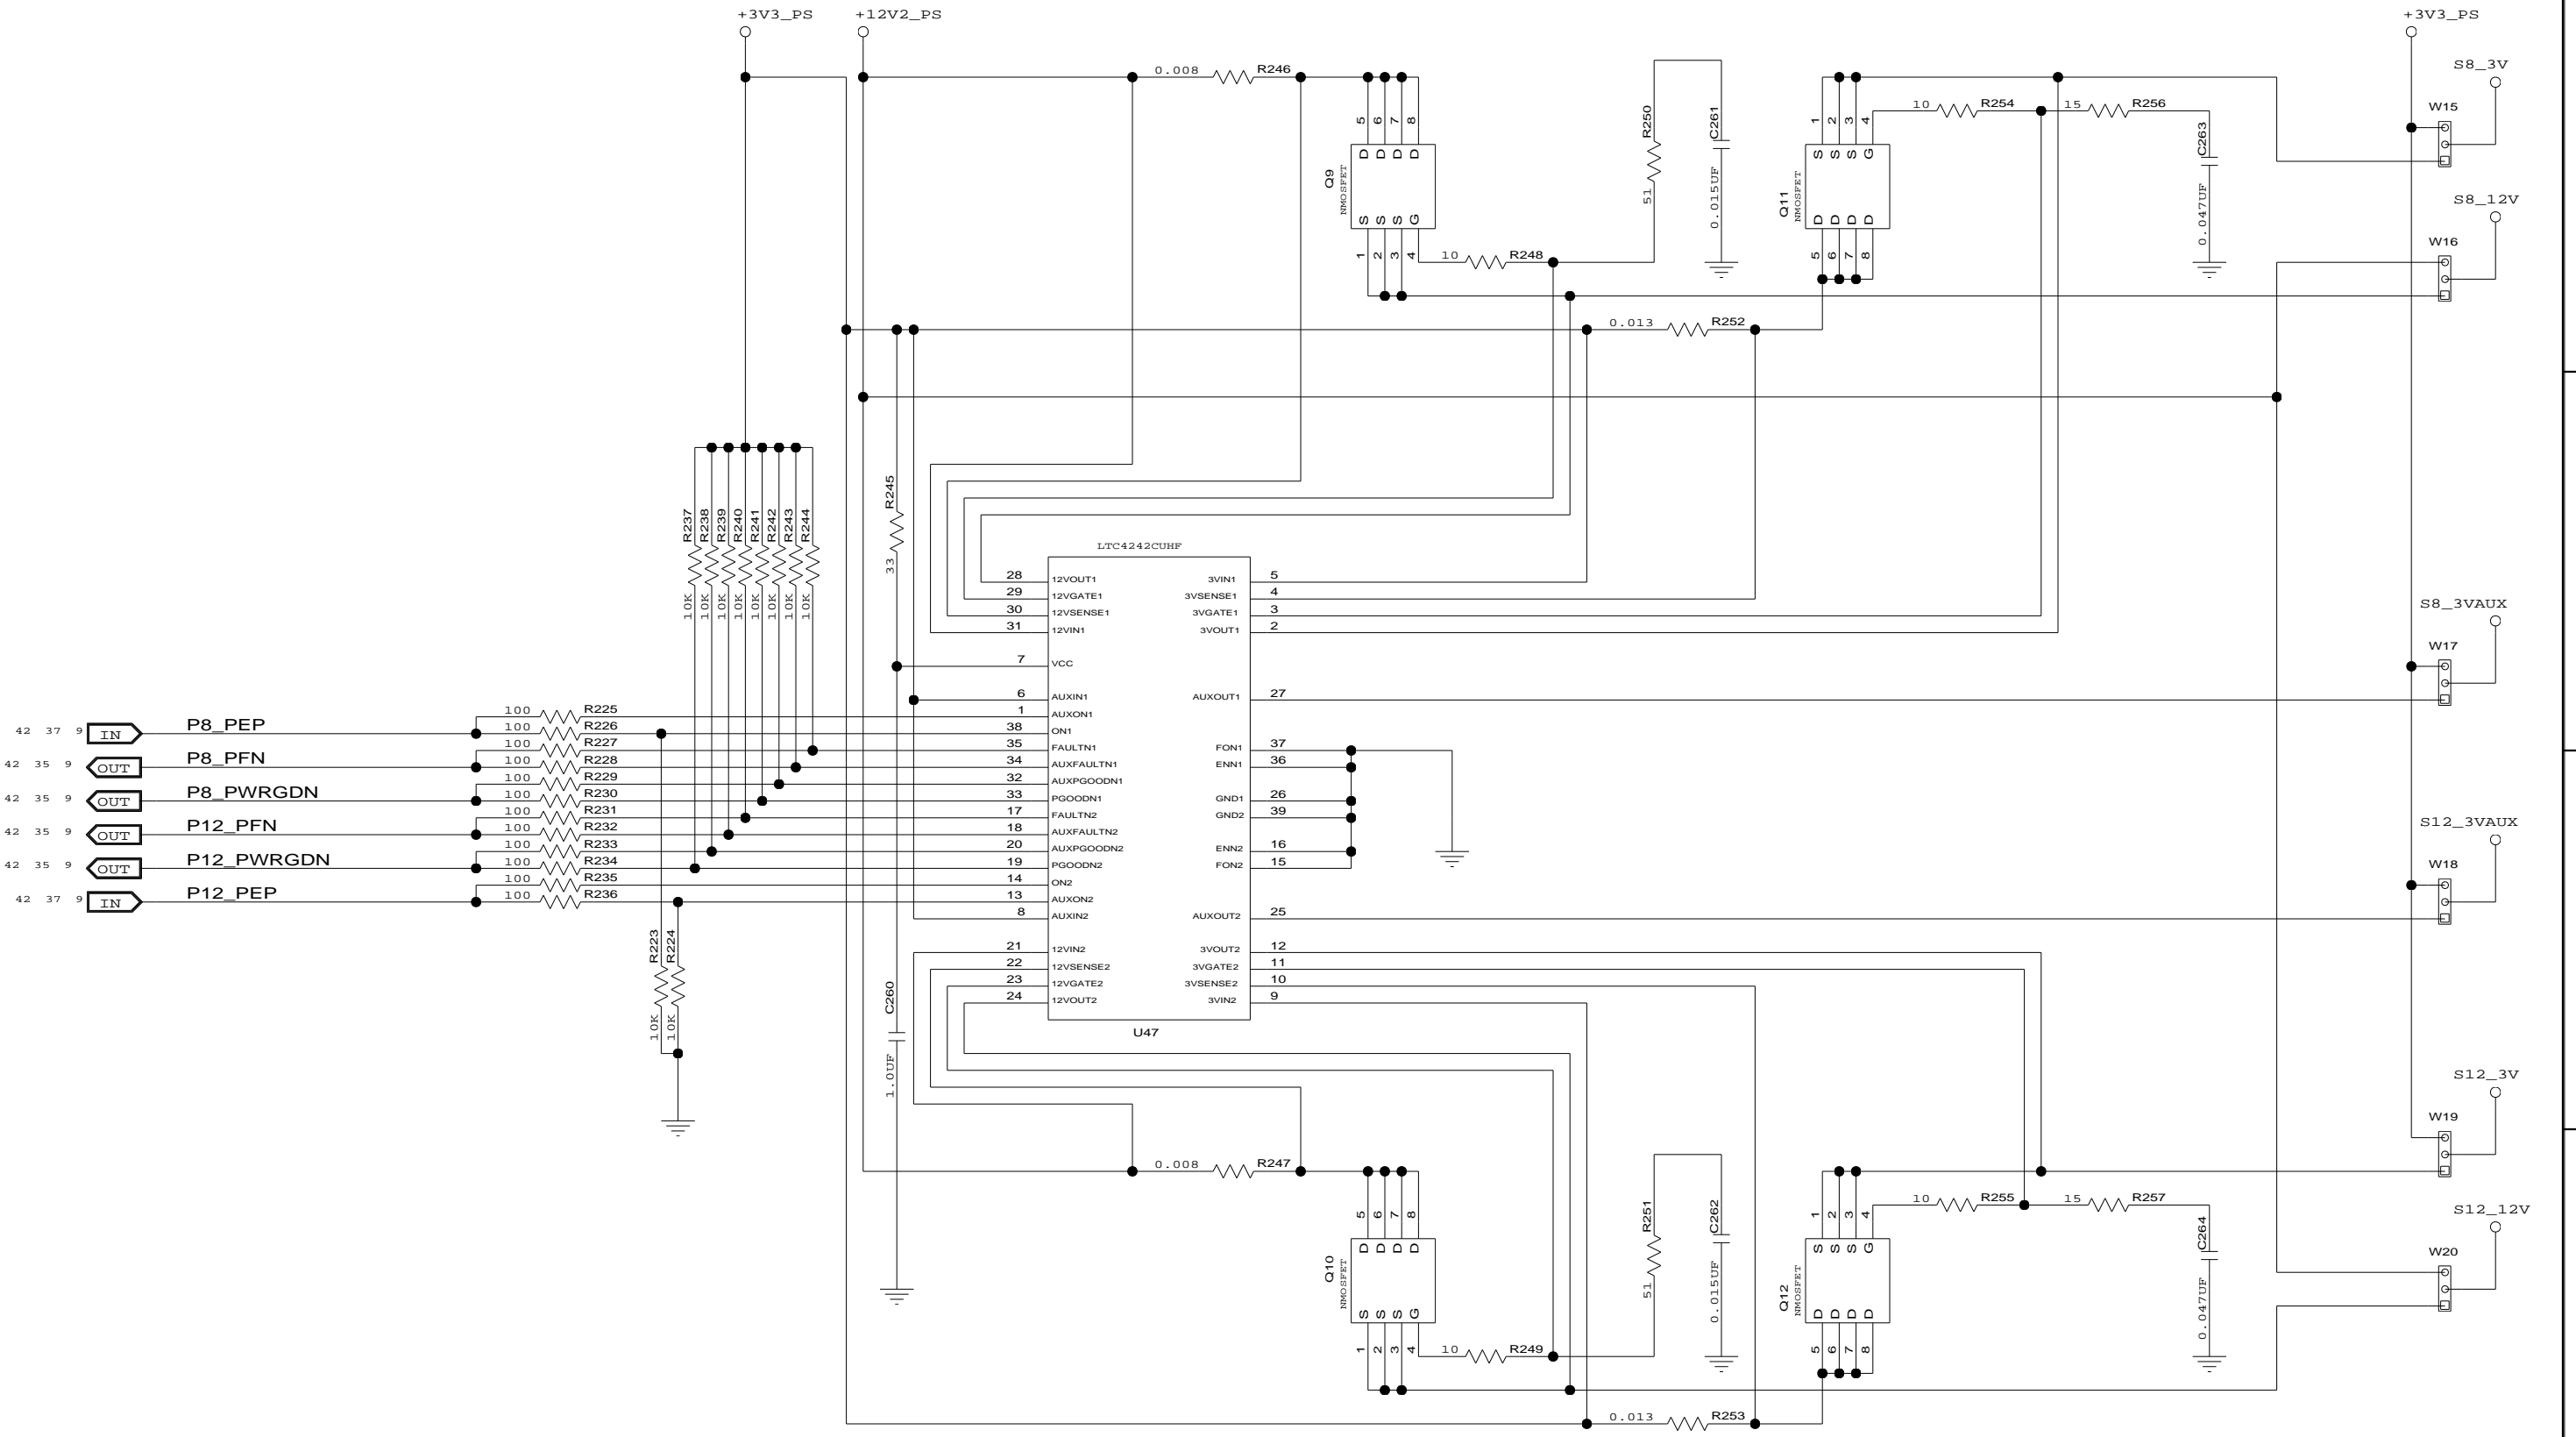 +3V3_PS
+12V2_PS
+3V3_PS
S8_3V
W15
0.008
R246
10
R254
15
R256
R250
51
C261
0.015UF
C263
0.047UF
5 6 7 8
D D D D
Q9
NMOSFET
S S S G
1 2 3 4
10
R248
1 2 3 4
S S S G
Q11
NMOSFET
D D D D
5 6 7 8
S8_12V
W16
0.013
R252
R245
33
R237
R238
R239
R240
R241
R242
R243
R244
10K
10K
10K
10K
10K
10K
10K
10K
LTC4242CUHF
28 12VOUT1
29 12VGATE1
30 12VSENSE1
31 12VIN1
7 VCC
6 AUXIN1
1 AUXON1
38 ON1
35 FAULTN1
34 AUXFAULTN1
32 AUXPGOODN1
33 PGOODN1
17 FAULTN2
18 AUXFAULTN2
20 AUXPGOODN2
19 PGOODN2
14 ON2
13 AUXON2
8 AUXIN2
21 12VIN2
22 12VSENSE2
23 12VGATE2
24 12VOUT2
3VIN1 5
3VSENSE1 4
3VGATE1 3
3VOUT1 2
AUXOUT1 27
FON1 37
ENN1 36
GND1 26
GND2 39
ENN2 16
FON2 15
AUXOUT2 25
3VOUT2 12
3VGATE2 11
3VSENSE2 10
3VIN2 9
U47
S8_3VAUX
W17
S12_3VAUX
W18
42 37 9 IN P8_PEP
42 35 9 OUT P8_PFN
42 35 9 OUT P8_PWRGDN
42 35 9 OUT P12_PFN
42 35 9 OUT P12_PWRGDN
42 37 9 IN P12_PEP
100 R225
100 R226
100 R227
100 R228
100 R229
100 R230
100 R231
100 R232
100 R233
100 R234
100 R235
100 R236
R223
R224
10K
10K
C260
1.0UF
S12_3V
W19
0.008
R247
10
R255
15
R257
R251
51
C262
0.015UF
C264
0.047UF
5 6 7 8
D D D D
Q10
NMOSFET
S S S G
1 2 3 4
10
R249
1 2 3 4
S S S G
Q12
NMOSFET
D D D D
5 6 7 8
S12_12V
W20
0.013
R253